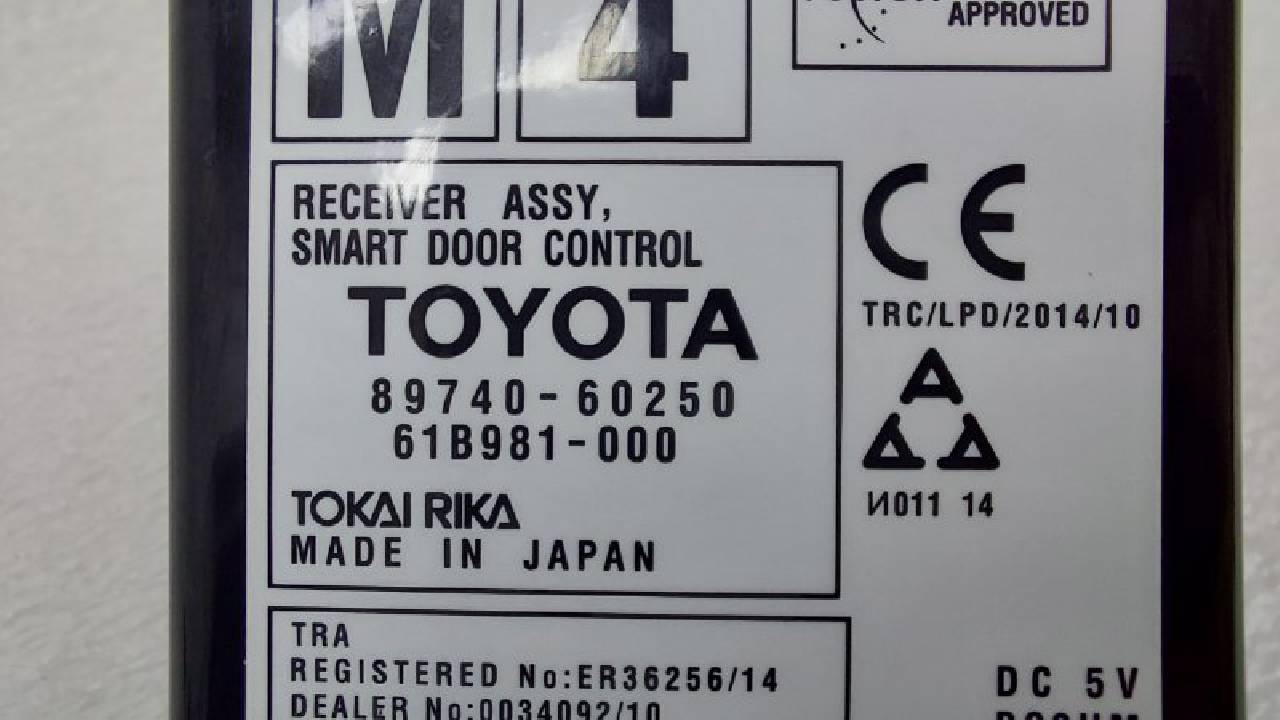 M 4
APPROVED
RECEIVER ASSY,
SMART DOOR CONTROL
TOYOTA
89740-60250
61B981-000
TOKAI RIKA
MADE IN JAPAN
CE
TRC/LPD/2014/10
И011 14
TRA
REGISTERED No:ER36256/14
DEALER No:0034092/10
DC 5V